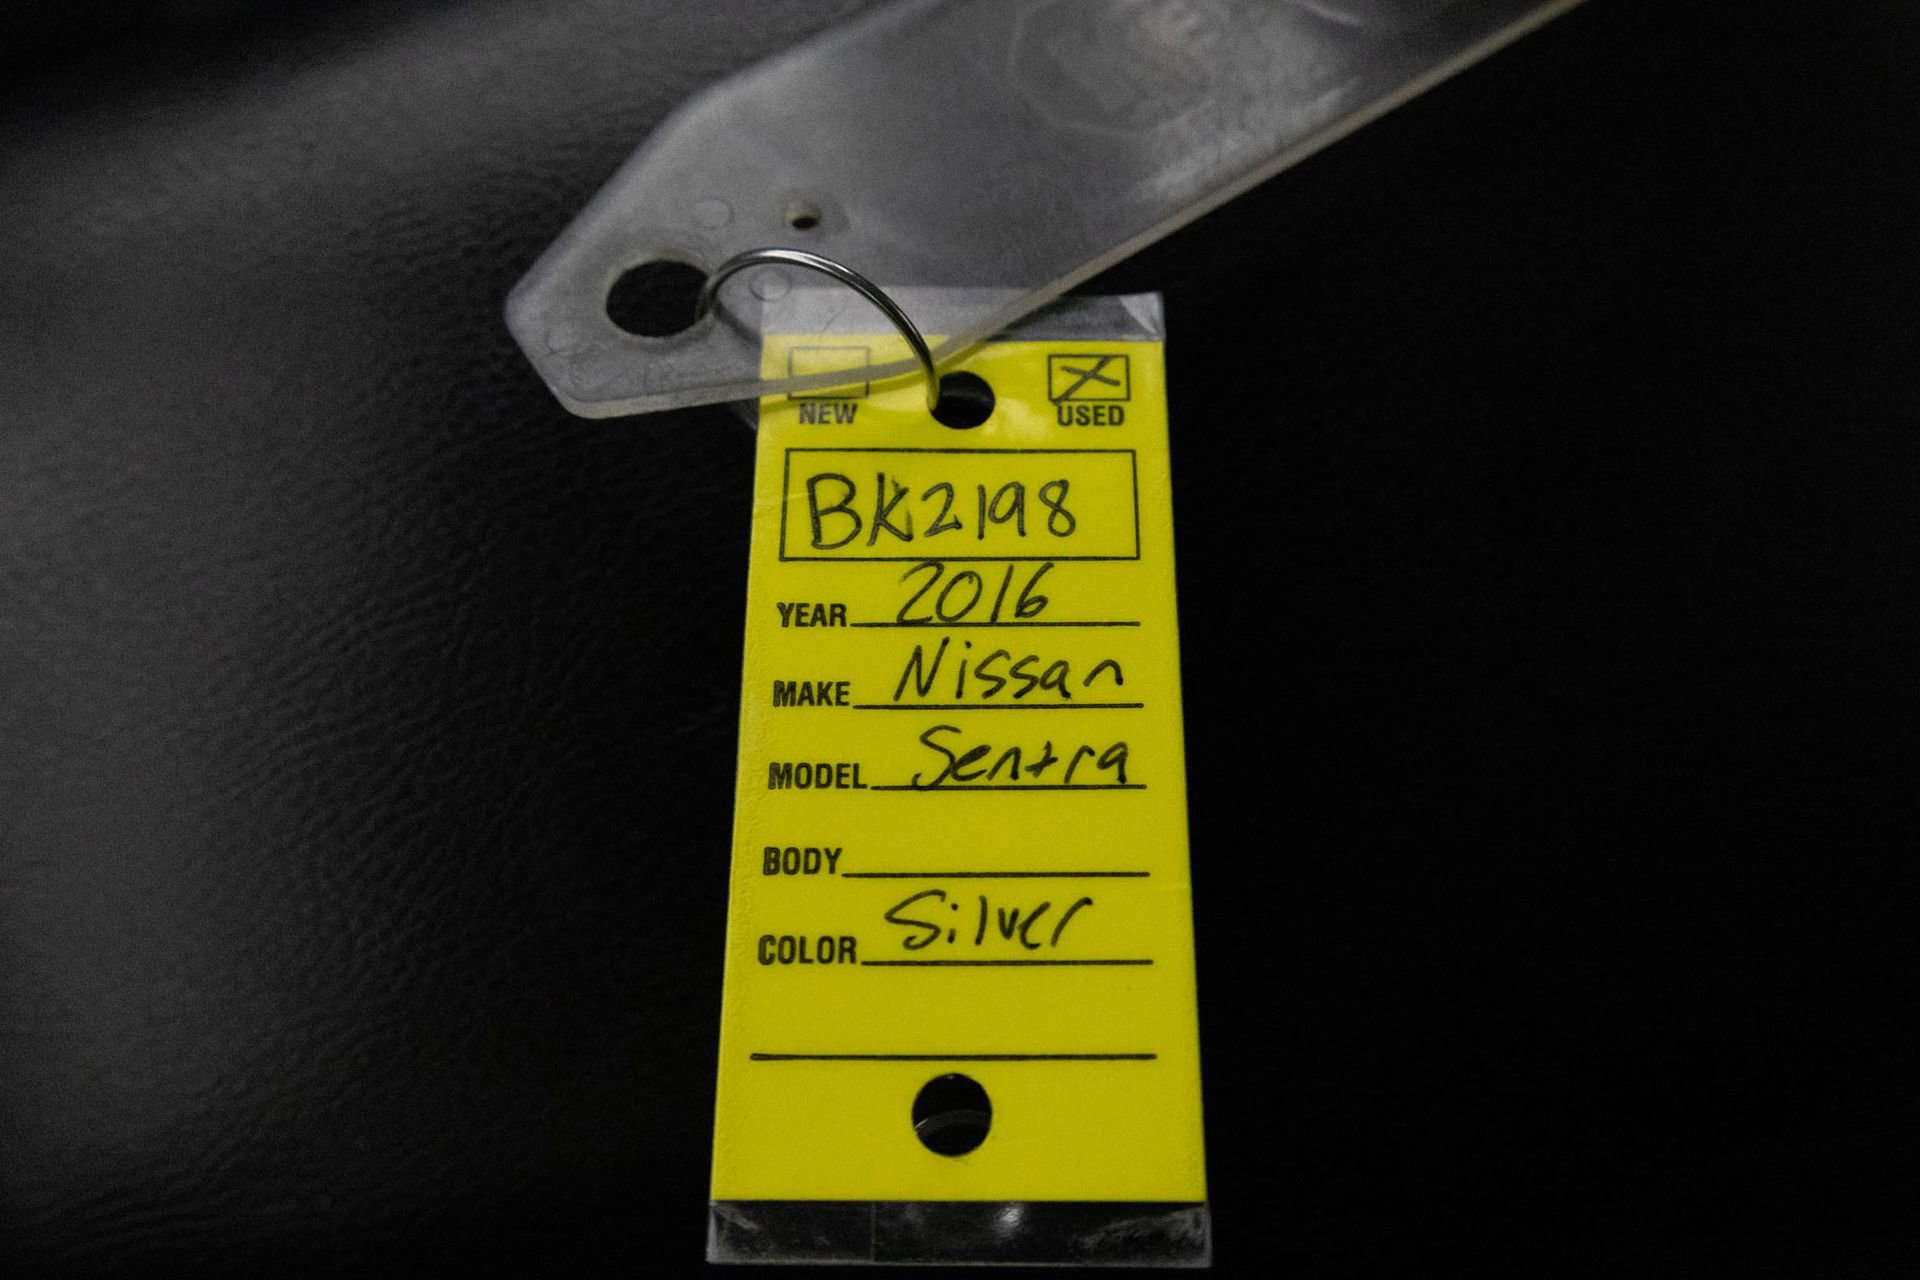 NEW USED
BK2198
YEAR 2016
MAKE Nissan
MODEL Sentra
BODY
COLOR Silver